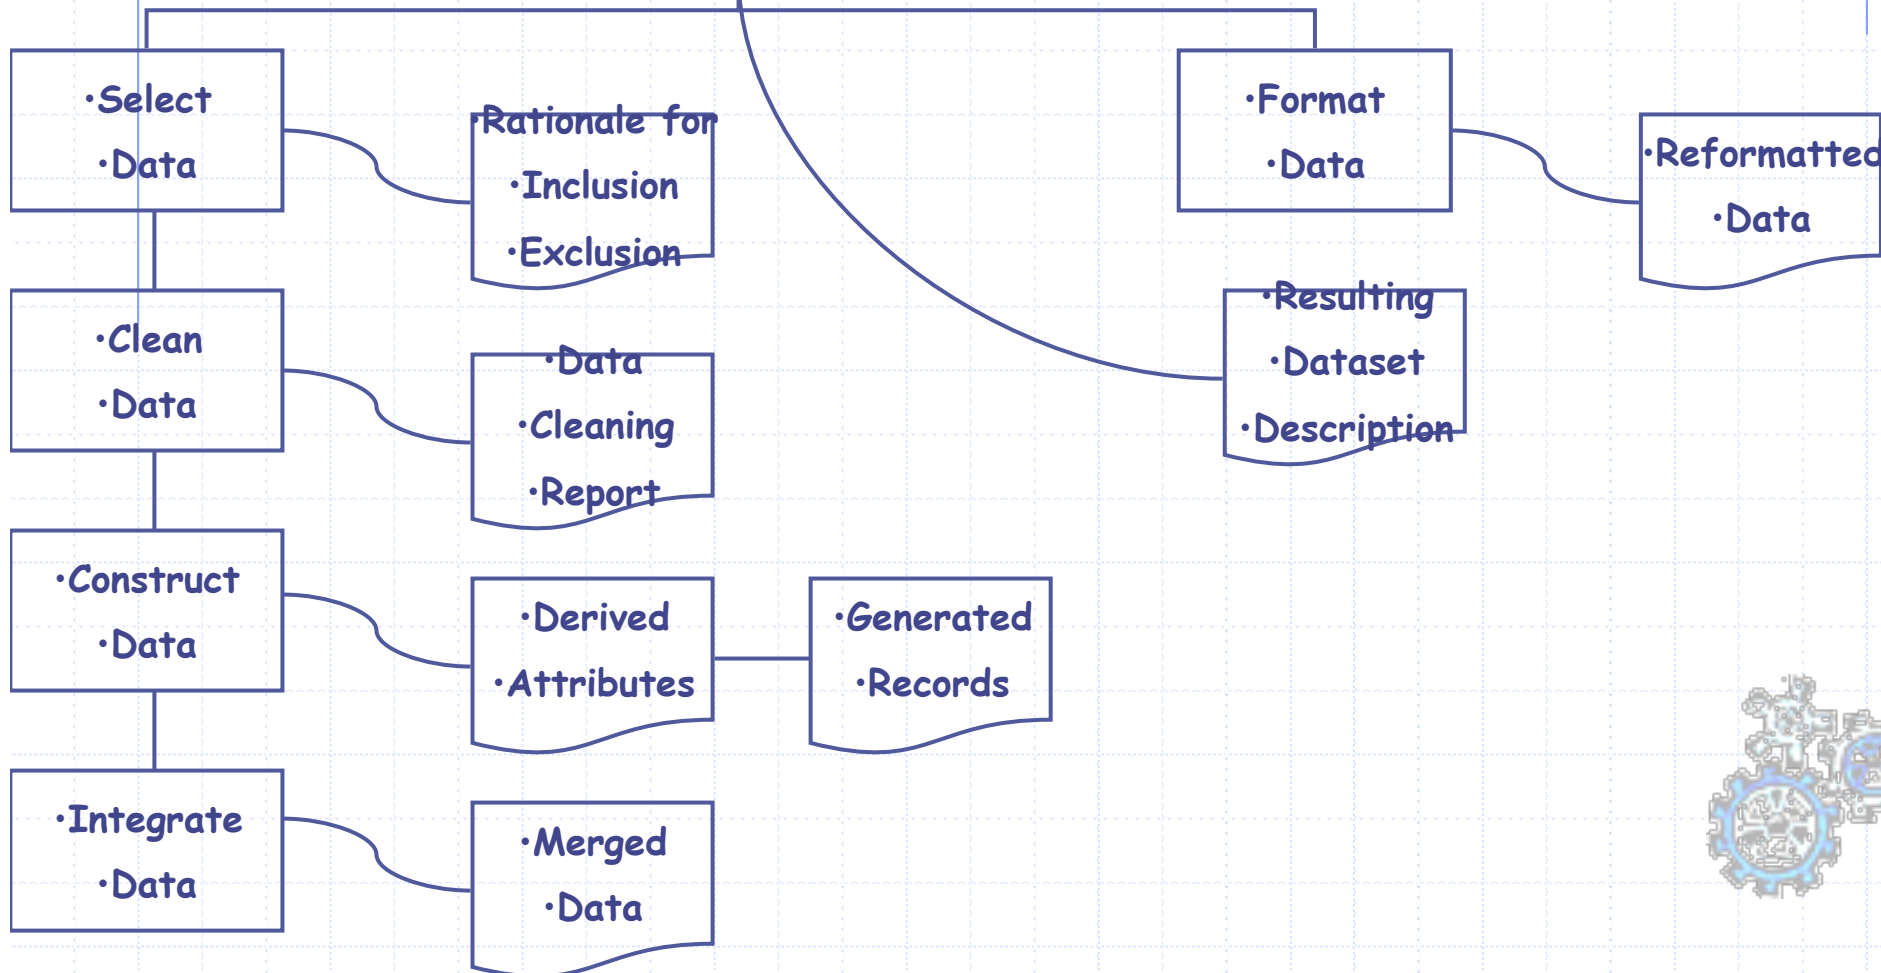 •Select
•Data
•Rationale for
•Inclusion
•Exclusion
•Format
•Data
•Reformatted
•Data
•Clean
•Data
•Data
•Cleaning
•Report
•Resulting
•Dataset
•Description
•Construct
•Data
•Derived
•Attributes
•Generated
•Records
•Integrate
•Data
•Merged
•Data